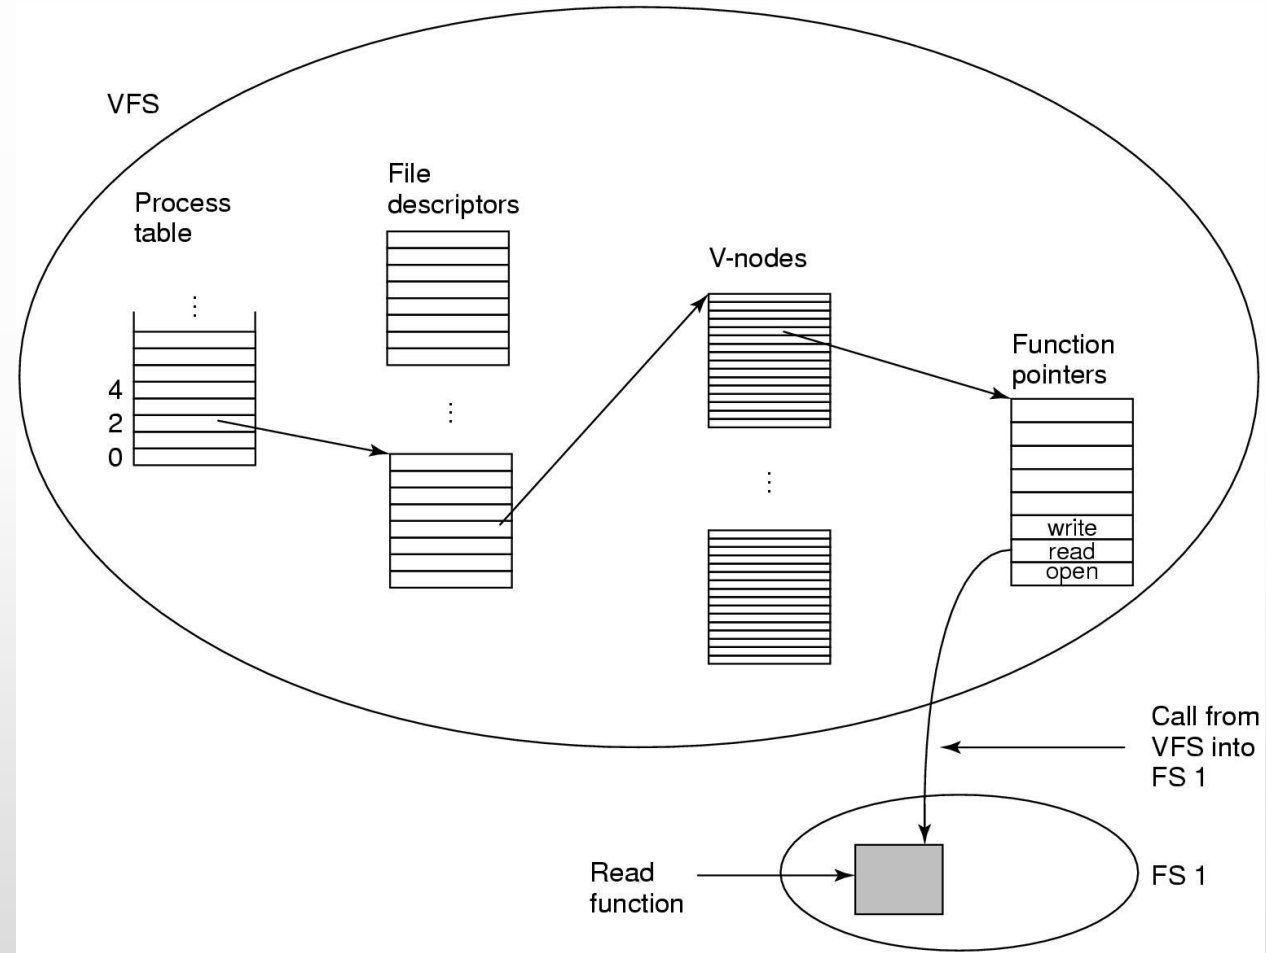 VFS
File
descriptors
Process
table
V-nodes
Function
pointers
4
2
0
write
read
open
Call from
VFS into
FS 1
Read
function
FS 1